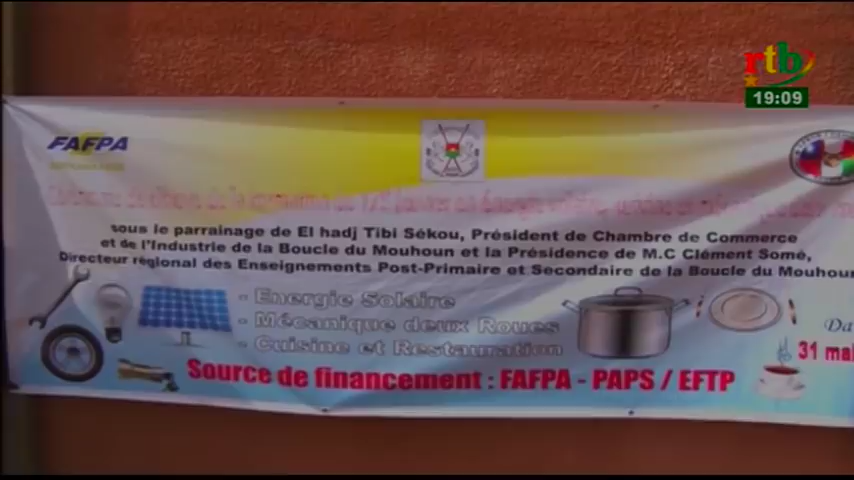 rtb
19:09
FAFPA
sous le parrainage de El hadj Tibi Sékou, Président de Chambre de Commerce
et de l'Industrie de la Boucle du Mouhoun et la Présidence de M.C Clément Somé,
Directeur régional des Enseignements Post-Primaire et Secondaire de la Boucle du Mouhoun
- Energie Solaire
- Mécanique deux Roues
- Cuisine et Restauration
Da
31 mai
Source de financement : FAFPA - PAPS / EFTP